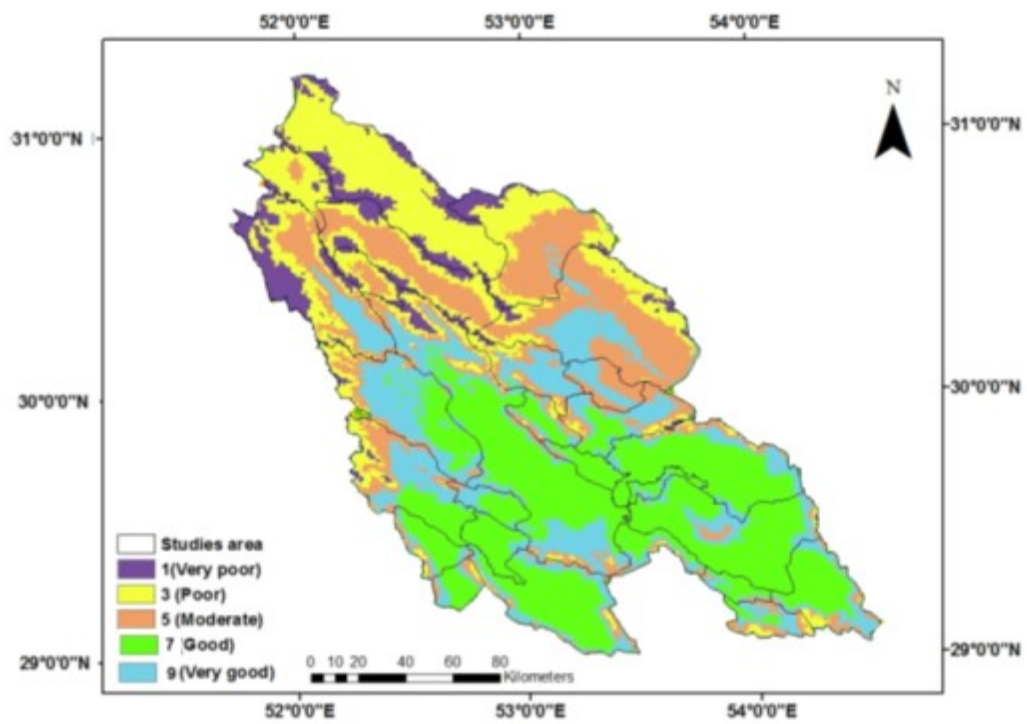 52°0'0"E 53°0'0"E 54°0'0"E
N
31°0'0"N 31°0'0"N
30°0'0"N 30°0'0"N
Studies area
1(Very poor)
3 (Poor)
5 (Moderate)
7 (Good)
9 (Very good)
0 10 20 40 60 80
Kilometers
29°0'0"N 29°0'0"N
52°0'0"E 53°0'0"E 54°0'0"E